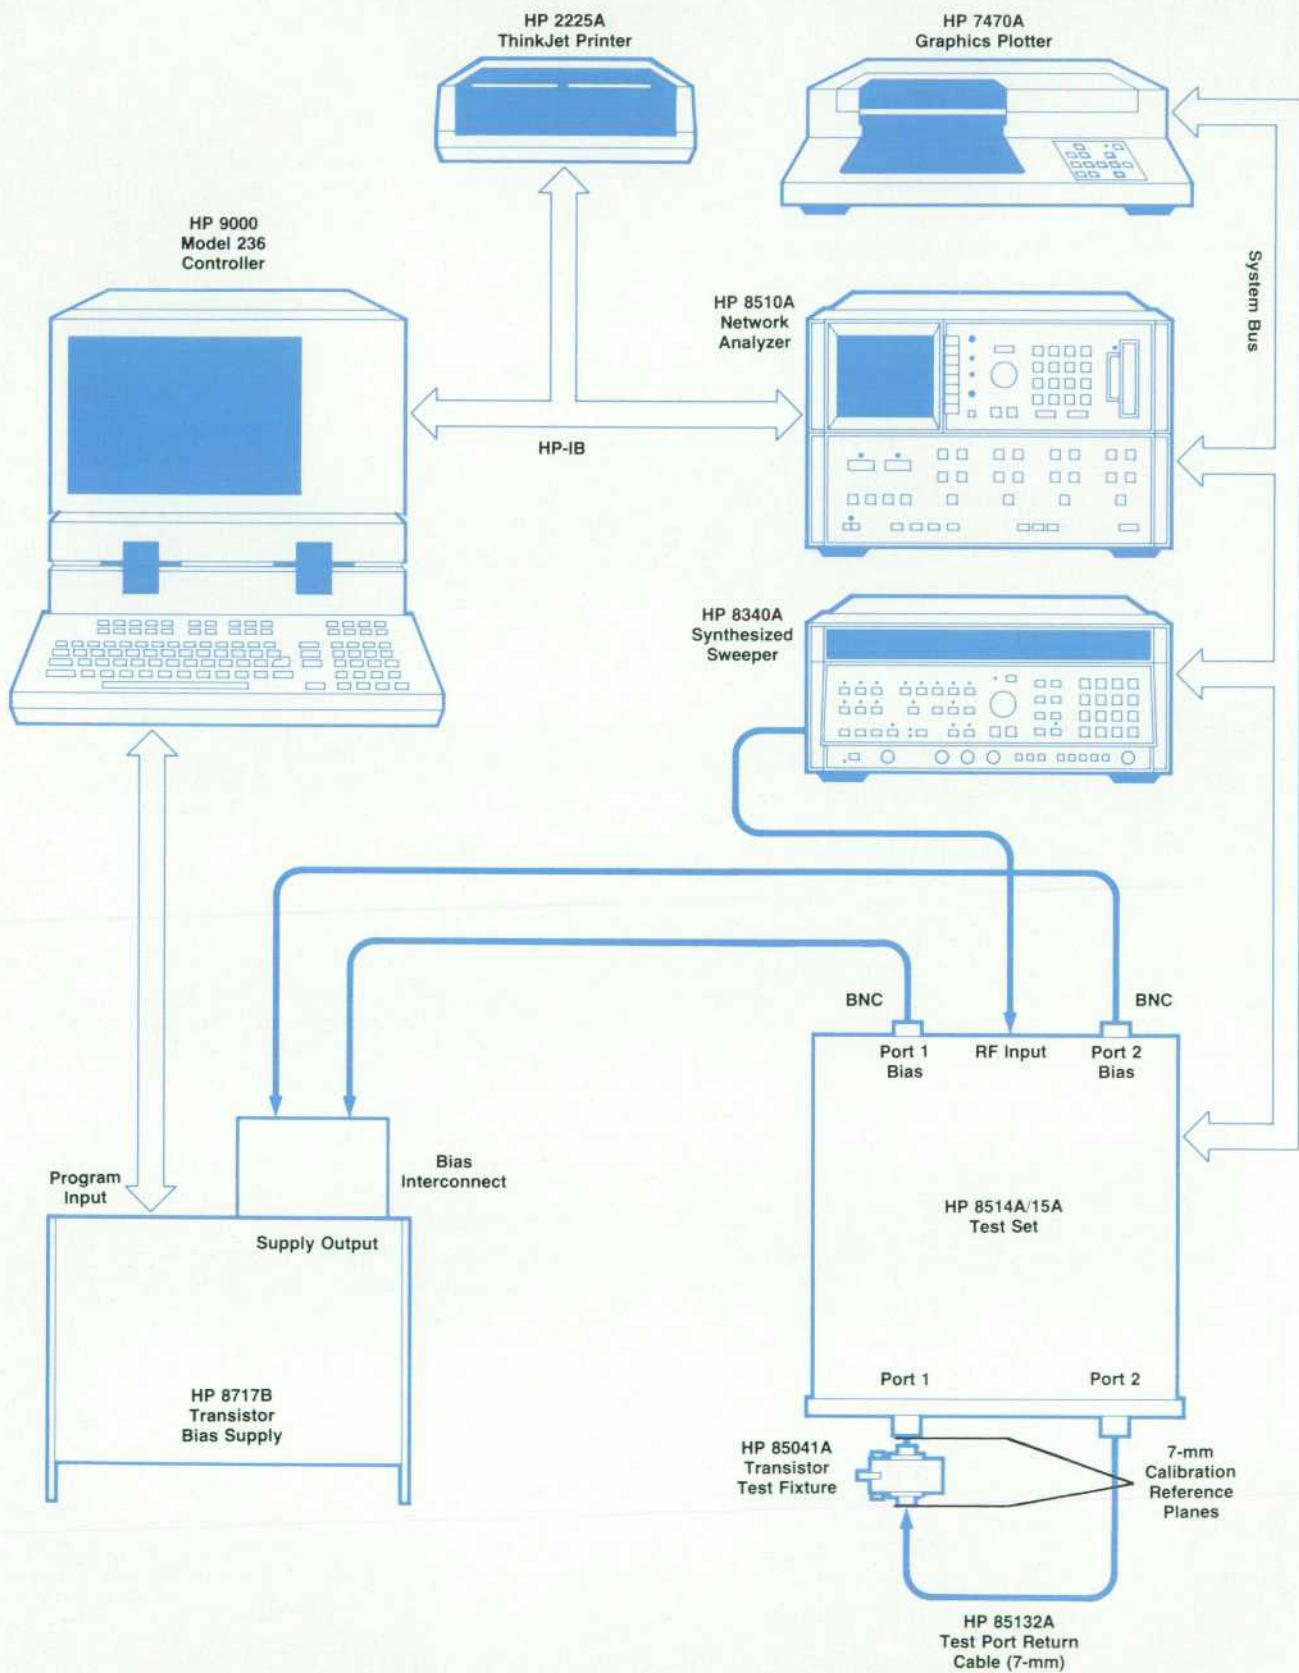 HP 2225A
ThinkJet Printer
HP 7470A
Graphics Plotter
HP 9000
Model 236
Controller
System Bus
HP 8510A
Network
Analyzer
HP-IB
HP 8340A
Synthesized
Sweeper
BNC
BNC
Port 1
Bias
RF Input
Port 2
Bias
Program
Input
Bias
Interconnect
Supply Output
HP 8514A/15A
Test Set
HP 8717B
Transistor
Bias Supply
Port 1
Port 2
HP 85041A
Transistor
Test Fixture
7-mm
Calibration
Reference
Planes
HP 85132A
Test Port Return
Cable (7-mm)